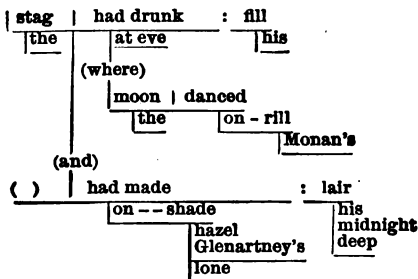 stag | had drunk : fill
the at eve his
(where)
moon | danced
the on - rill
Monan's
(and)
( ) had made : lair
on -- shade his
hazel midnight
Glenartney's deep
lone